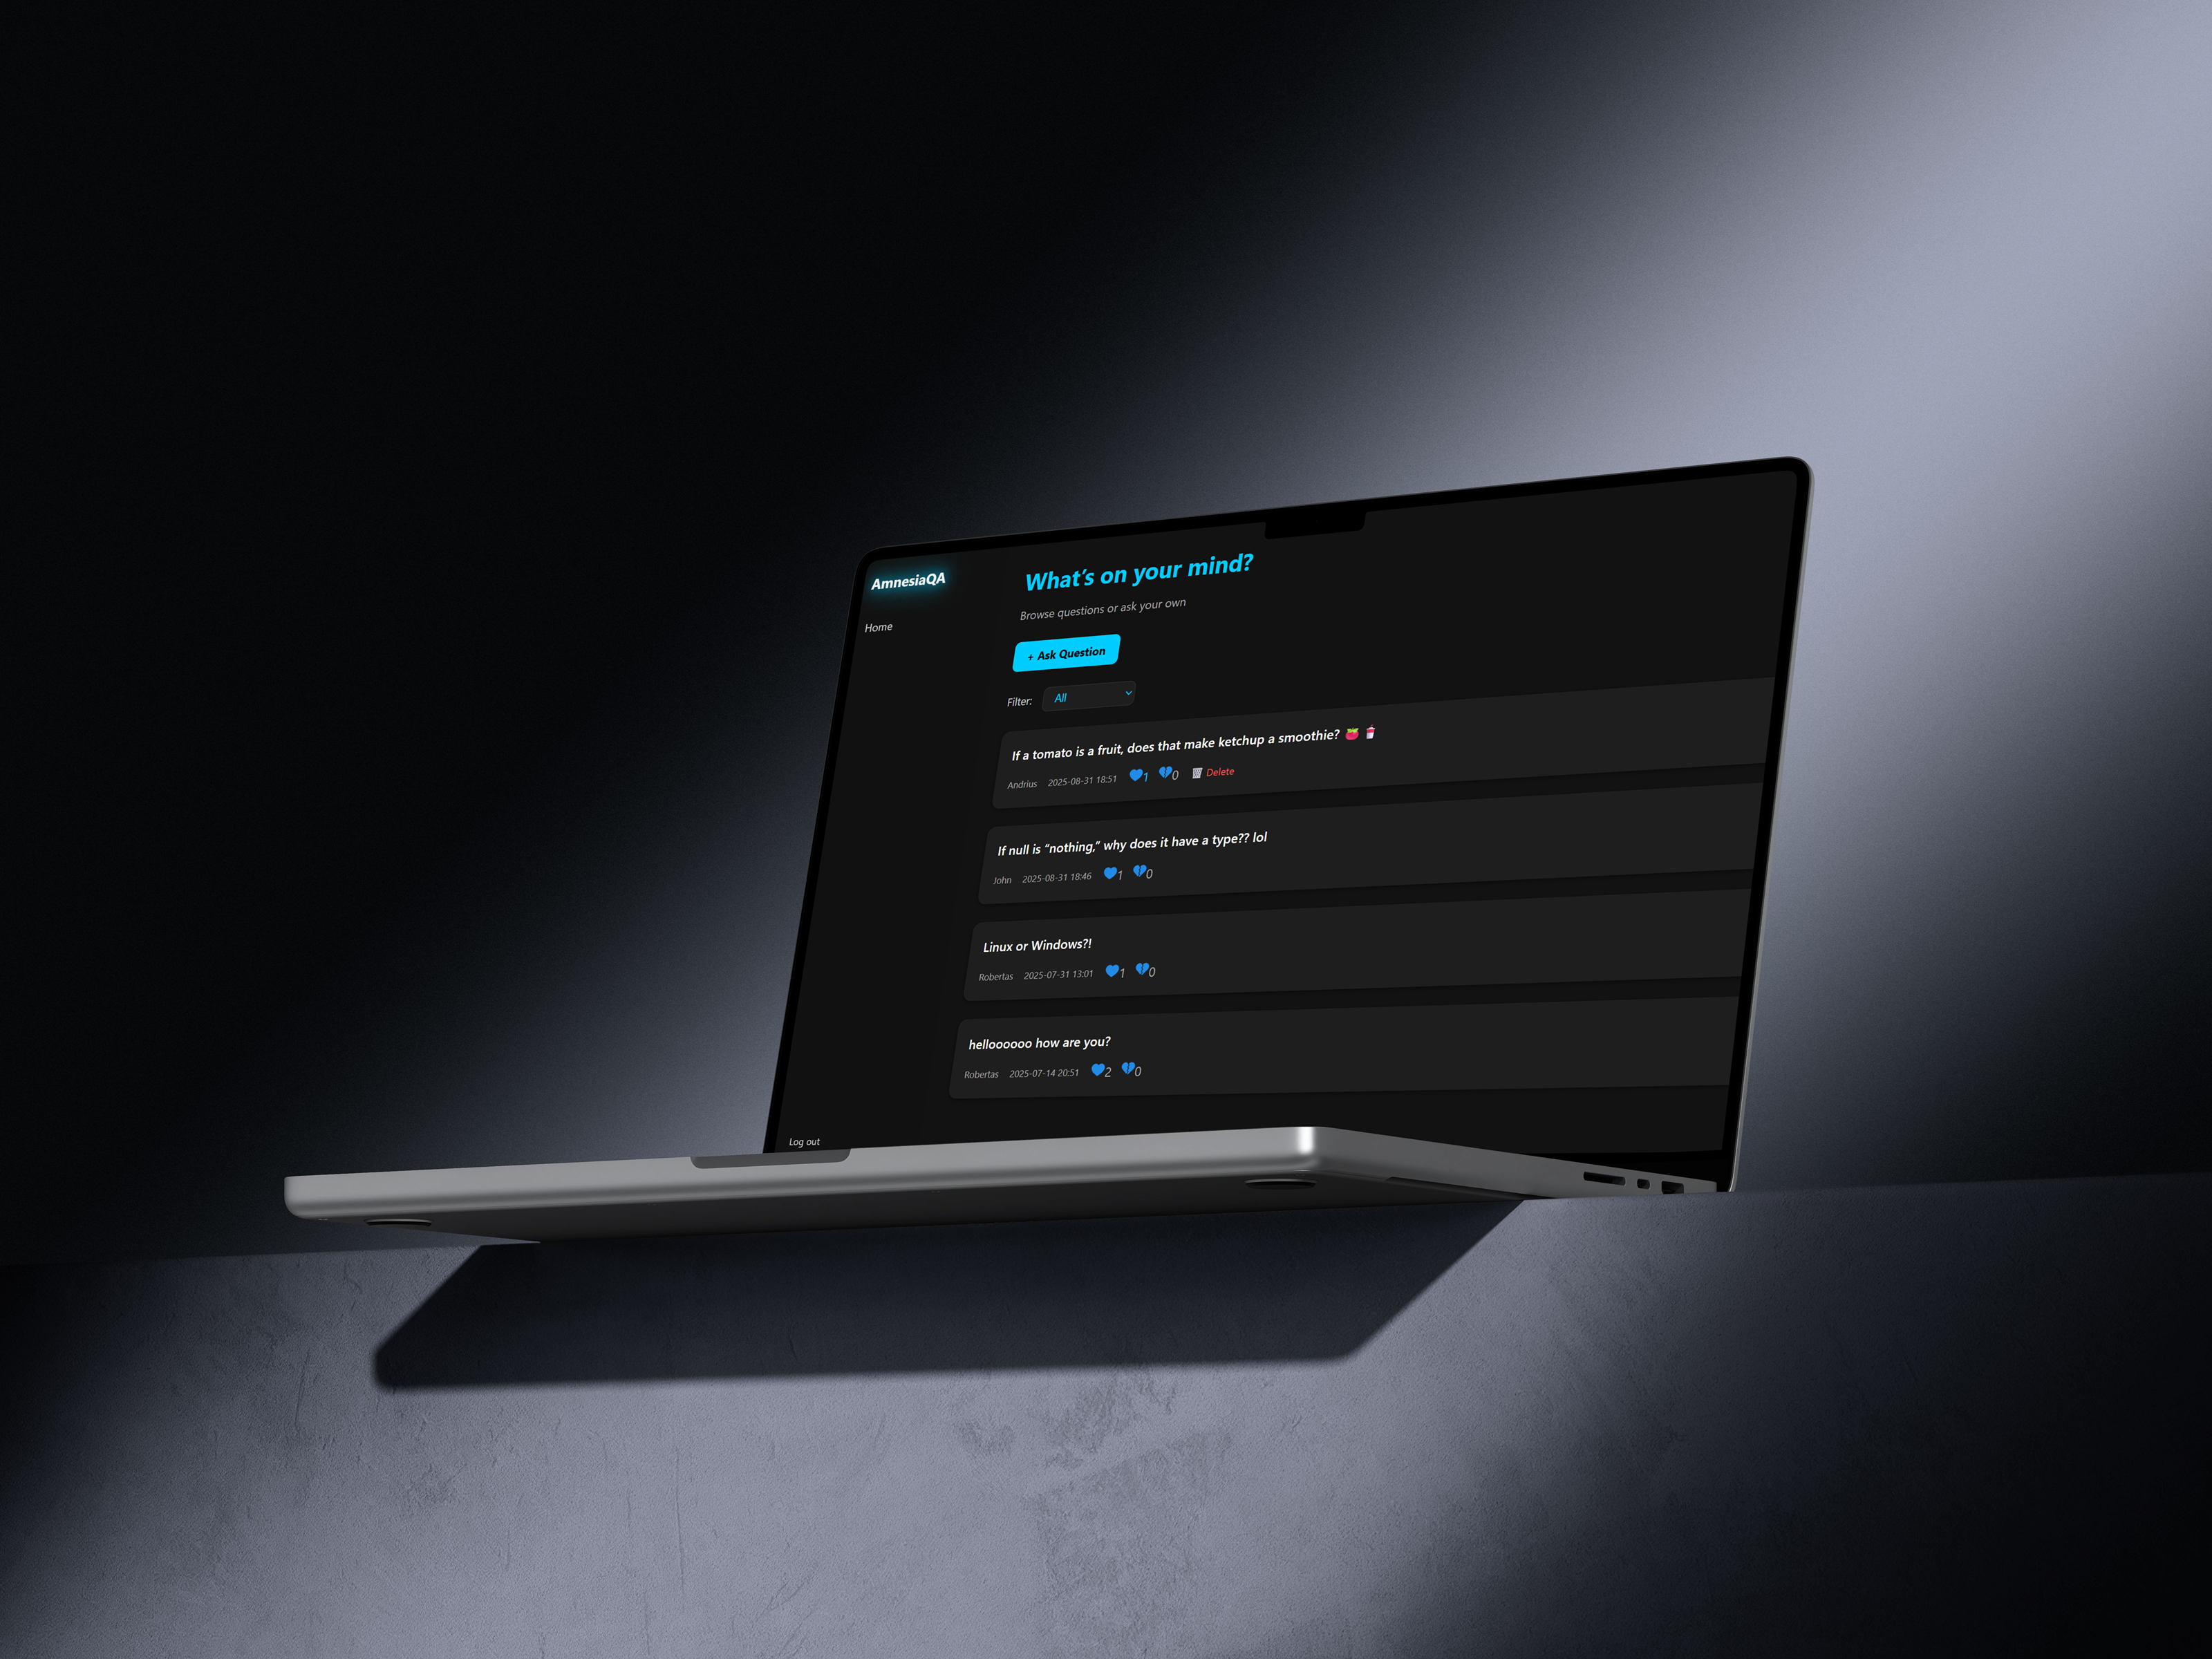 AmnesiaQA
Home
What's on your mind?
Browse questions or ask your own
+ Ask Question
Filter: All
If a tomato is a fruit, does that make ketchup a smoothie? 🍅🥤
Andrius 2025-08-31 18:51 💙1 💔0 🗑 Delete
If null is “nothing,” why does it have a type?? lol
John 2025-08-31 18:46 💙1 💔0
Linux or Windows?!
Robertas 2025-07-31 13:01 💙1 💔0
helloooooo how are you?
Robertas 2025-07-14 20:51 💙2 💔0
Log out